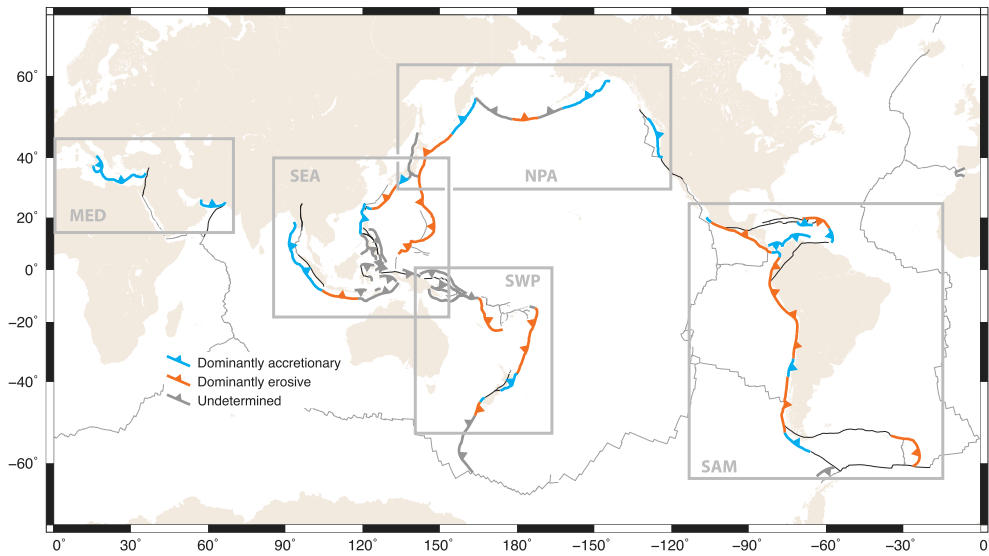 60°
40°
20°
0°
−20°
−40°
−60°
MED
SEA
NPA
SWP
SAM
Dominantly accretionary
Dominantly erosive
Undetermined
0° 30 60° 90° 120° 150° 180° −150° −120° −90° −60° −30° 0